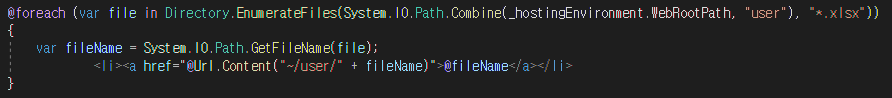 @foreach (var file in Directory.EnumerateFiles(System.IO.Path.Combine(_hostingEnvironment.WebRootPath, "user"), "*.xlsx"))
{
    var fileName = System.IO.Path.GetFileName(file);
            <li><a href="@Url.Content("~/user/" + fileName)">@fileName</a></li>
}